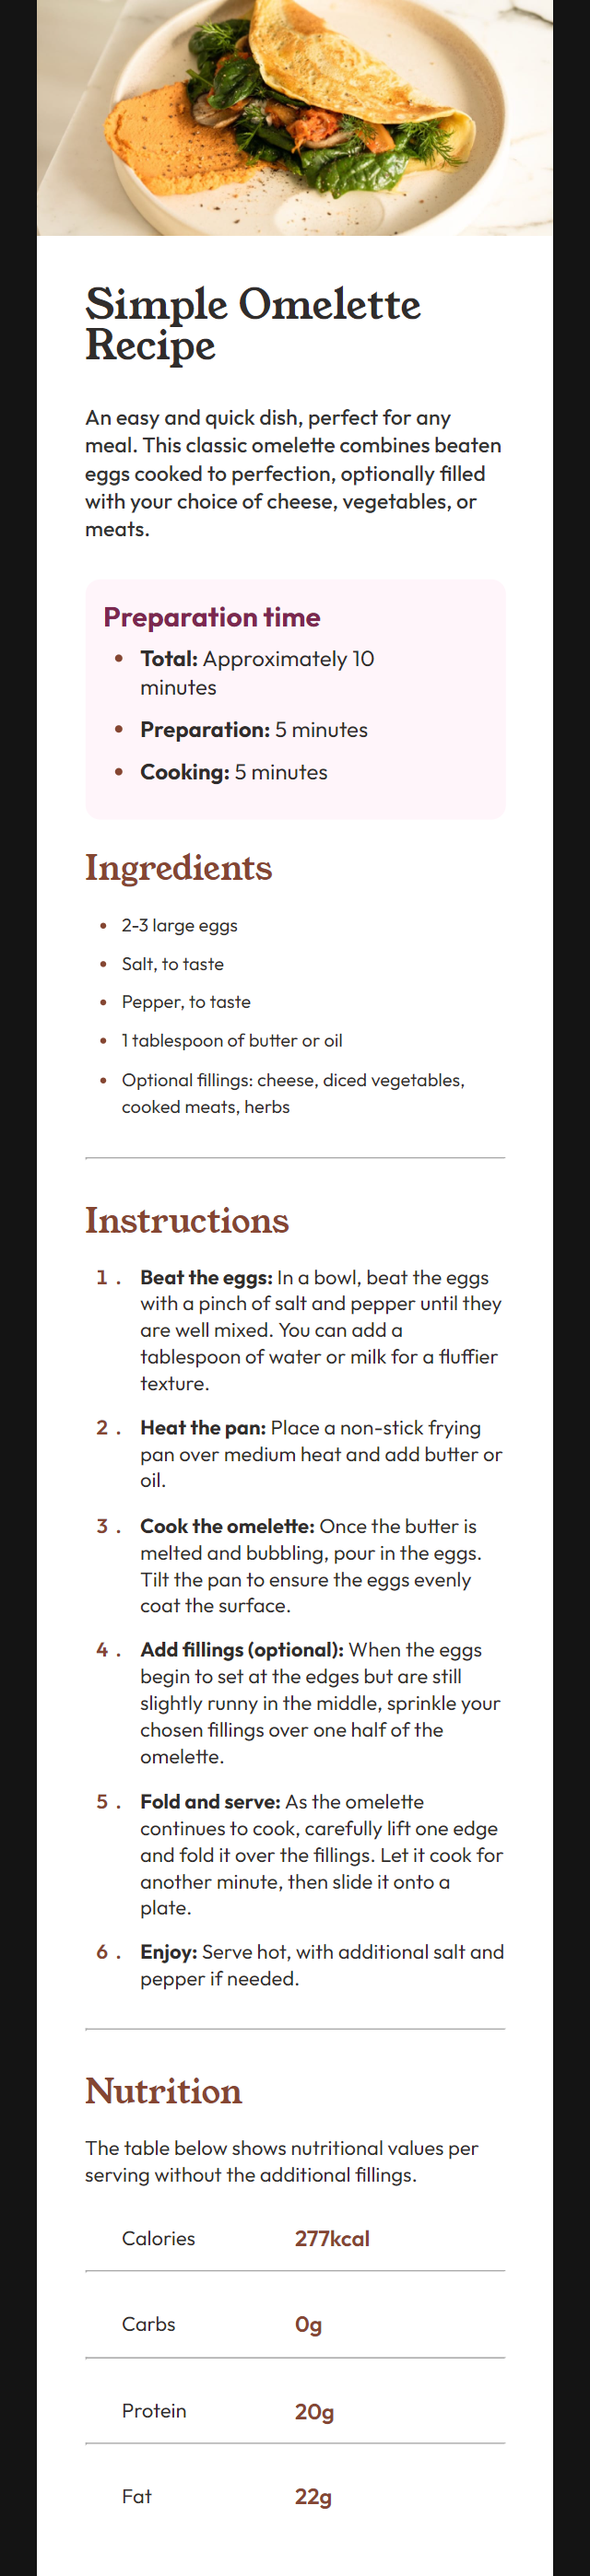 Simple Omelette
Recipe
An easy and quick dish, perfect for any
meal. This classic omelette combines beaten
eggs cooked to perfection, optionally filled
with your choice of cheese, vegetables, or
meats.
Preparation time
• Total: Approximately 10
minutes
• Preparation: 5 minutes
• Cooking: 5 minutes
Ingredients
• 2-3 large eggs
• Salt, to taste
• Pepper, to taste
• 1 tablespoon of butter or oil
• Optional fillings: cheese, diced vegetables,
cooked meats, herbs
Instructions
1 . Beat the eggs: In a bowl, beat the eggs
with a pinch of salt and pepper until they
are well mixed. You can add a
tablespoon of water or milk for a fluffier
texture.
2 . Heat the pan: Place a non-stick frying
pan over medium heat and add butter or
oil.
3 . Cook the omelette: Once the butter is
melted and bubbling, pour in the eggs.
Tilt the pan to ensure the eggs evenly
coat the surface.
4 . Add fillings (optional): When the eggs
begin to set at the edges but are still
slightly runny in the middle, sprinkle your
chosen fillings over one half of the
omelette.
5 . Fold and serve: As the omelette
continues to cook, carefully lift one edge
and fold it over the fillings. Let it cook for
another minute, then slide it onto a
plate.
6 . Enjoy: Serve hot, with additional salt and
pepper if needed.
Nutrition
The table below shows nutritional values per
serving without the additional fillings.
Calories 277kcal
Carbs 0g
Protein 20g
Fat 22g